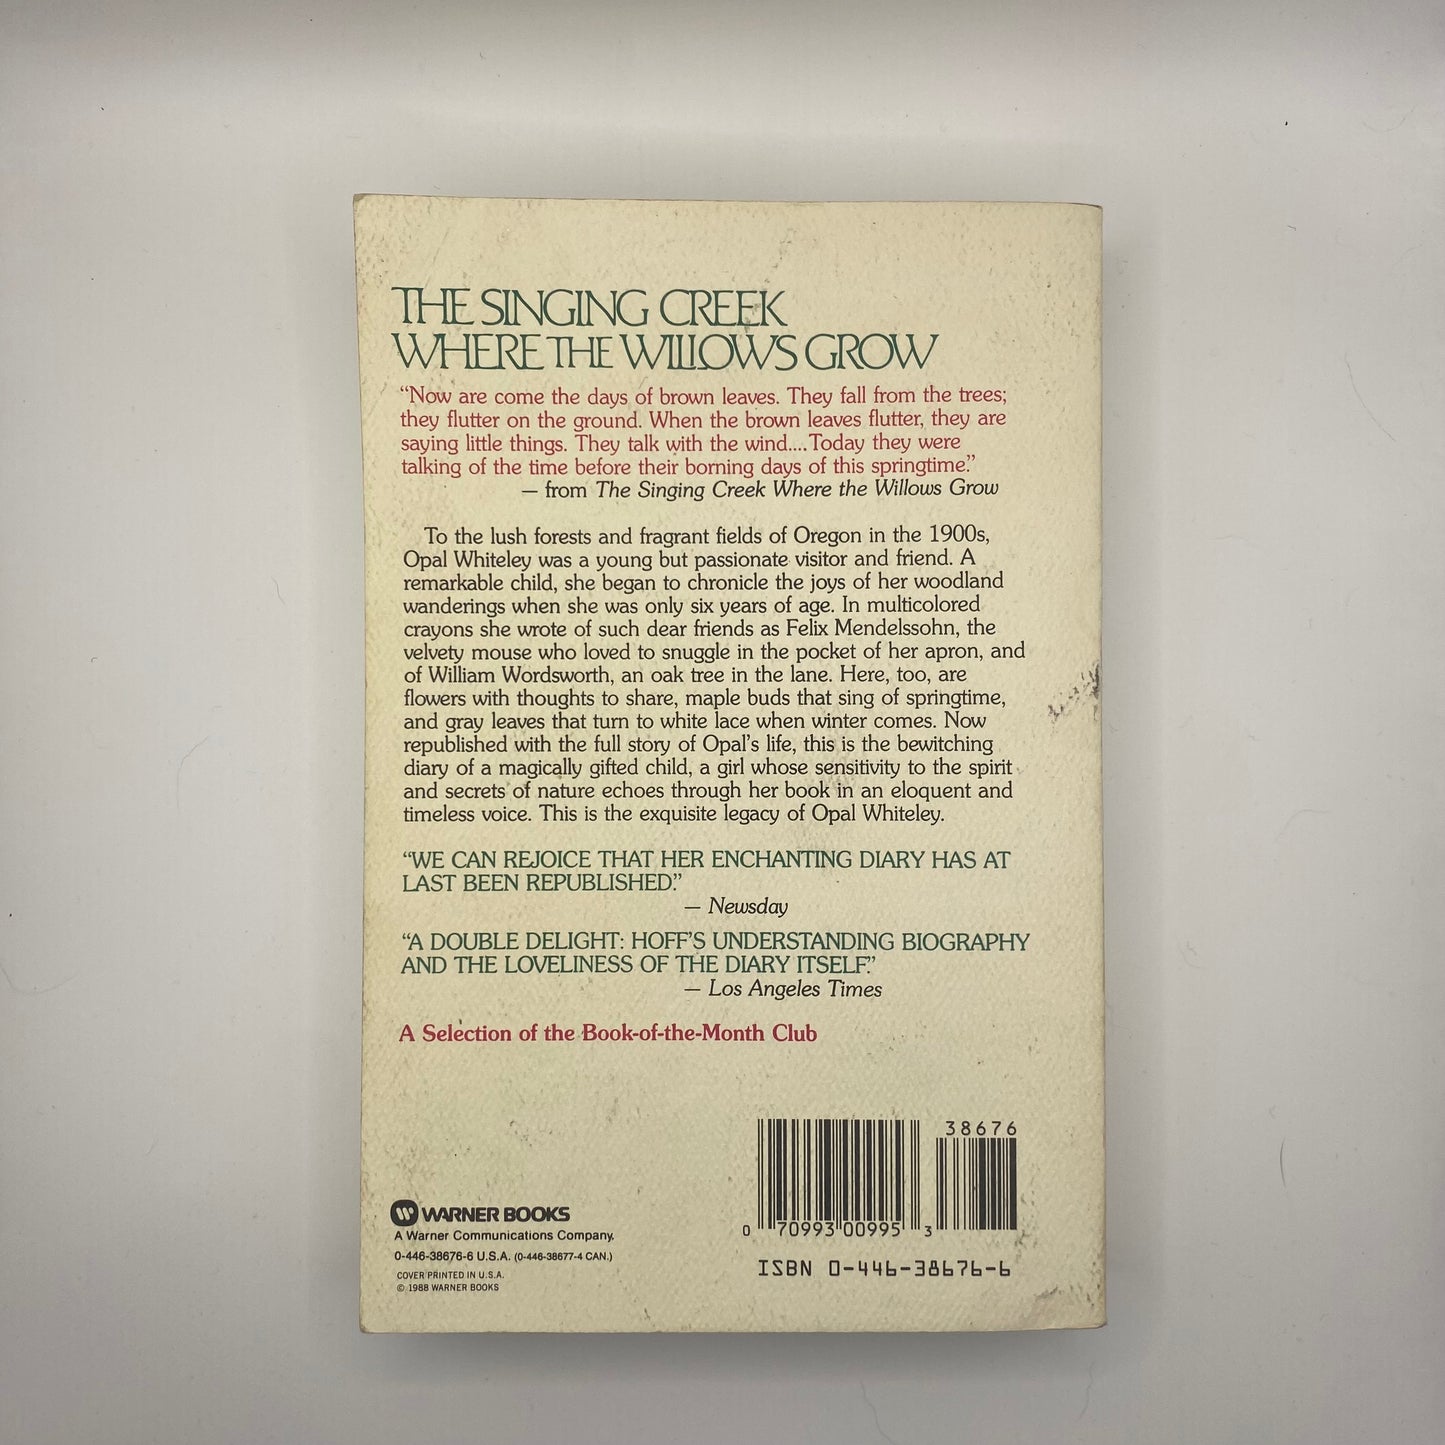 THE SINGING CREEK
WHERE THE WILLOWS GROW
“Now are come the days of brown leaves. They fall from the trees;
they flutter on the ground. When the brown leaves flutter, they are
saying little things. They talk with the wind.... Today they were
talking of the time before their borning days of this springtime.”
— from The Singing Creek Where the Willows Grow
To the lush forests and fragrant fields of Oregon in the 1900s,
Opal Whiteley was a young but passionate visitor and friend. A
remarkable child, she began to chronicle the joys of her woodland
wanderings when she was only six years of age. In multicolored
crayons she wrote of such dear friends as Felix Mendelssohn, the
velvety mouse who loved to snuggle in the pocket of her apron, and
of William Wordsworth, an oak tree in the lane. Here, too, are
flowers with thoughts to share, maple buds that sing of springtime,
and gray leaves that turn to white lace when winter comes. Now
republished with the full story of Opal's life, this is the bewitching
diary of a magically gifted child, a girl whose sensitivity to the spirit
and secrets of nature echoes through her book in an eloquent and
timeless voice. This is the exquisite legacy of Opal Whiteley.
“WE CAN REJOICE THAT HER ENCHANTING DIARY HAS AT
LAST BEEN REPUBLISHED.”
— Newsday
“A DOUBLE DELIGHT: HOFF'S UNDERSTANDING BIOGRAPHY
AND THE LOVELINESS OF THE DIARY ITSELF.”
— Los Angeles Times
A Selection of the Book-of-the-Month Club
38676
0 70993 00995 3
ISBN 0-446-38676-6
WARNER BOOKS
A Warner Communications Company.
0-446-38676-6 U.S.A. (0-446-38677-4 CAN.)
COVER PRINTED IN U.S.A.
© 1988 WARNER BOOKS